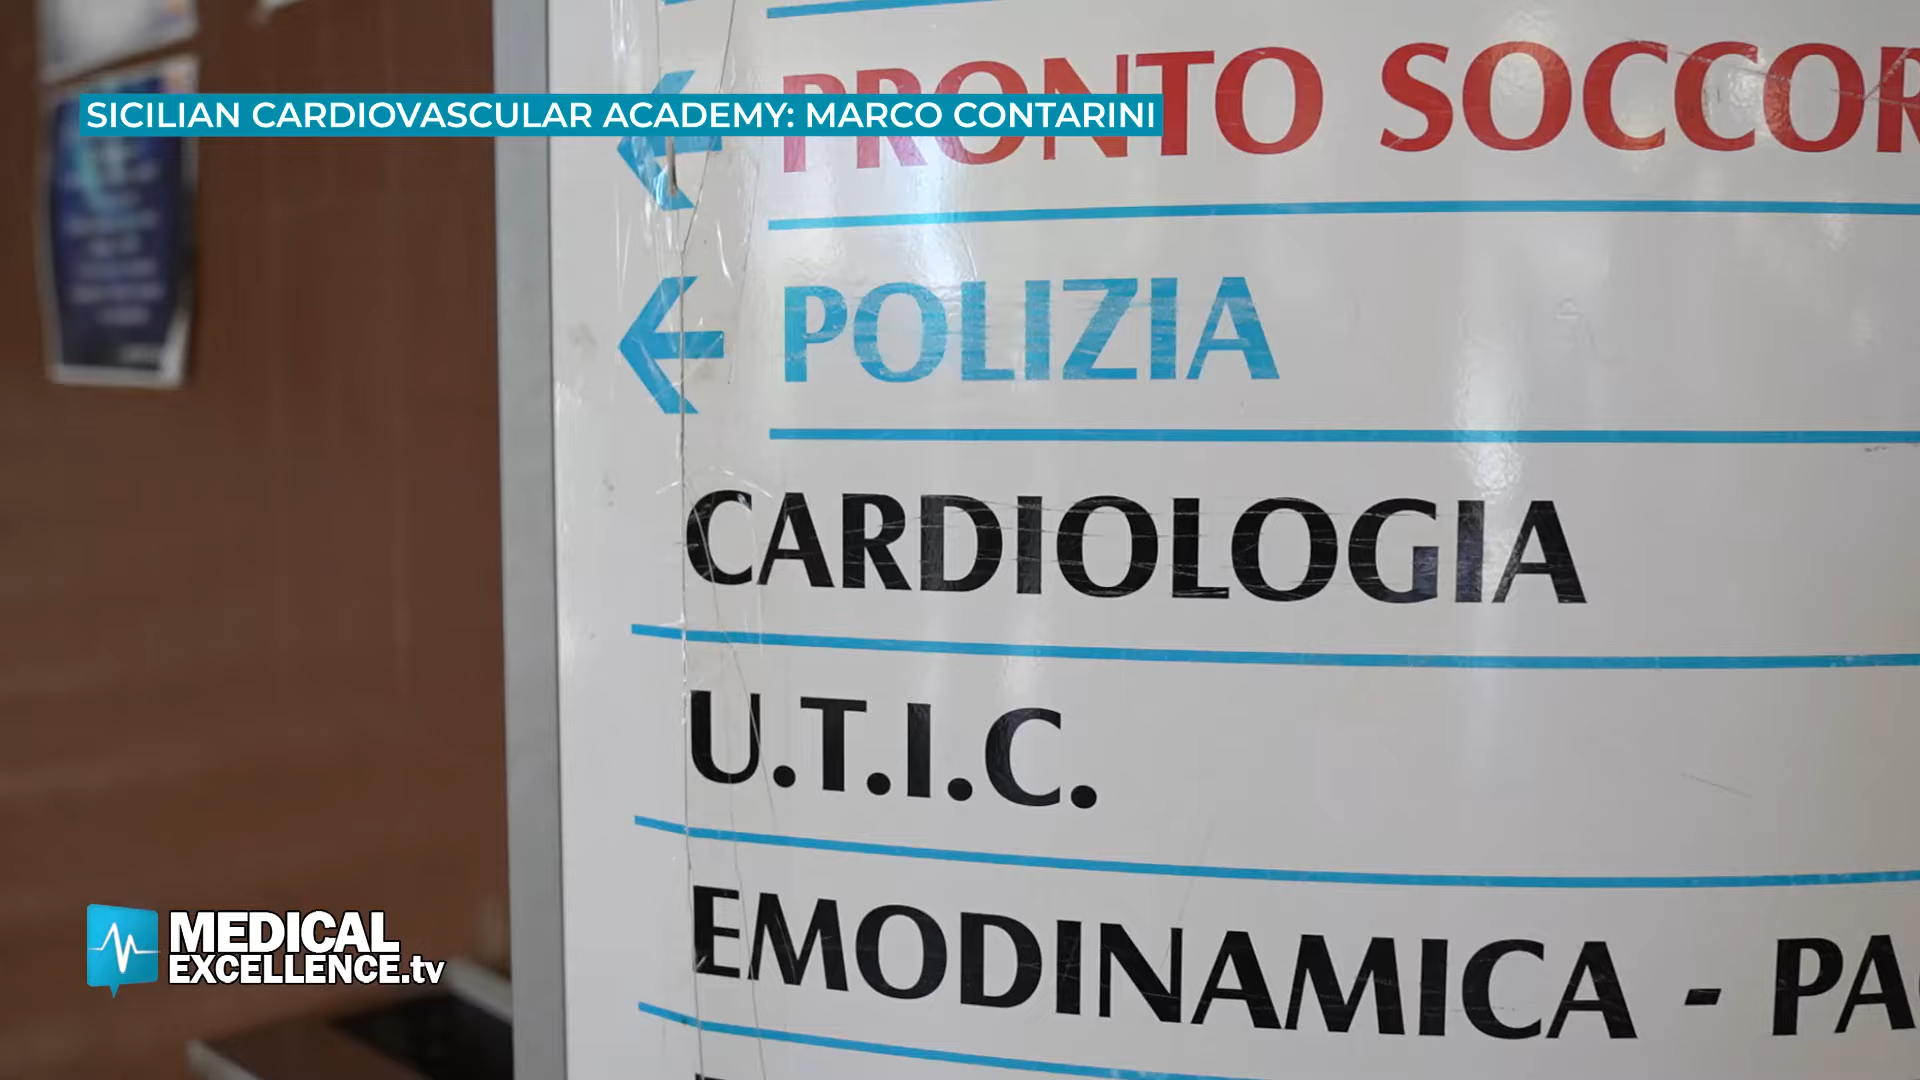 SICILIAN CARDIOVASCULAR ACADEMY: MARCO CONTARINI
PRONTO SOCCOR
POLIZIA
CARDIOLOGIA
U.T.I.C.
EMODINAMICA - PA
MEDICAL
EXCELLENCE.tv